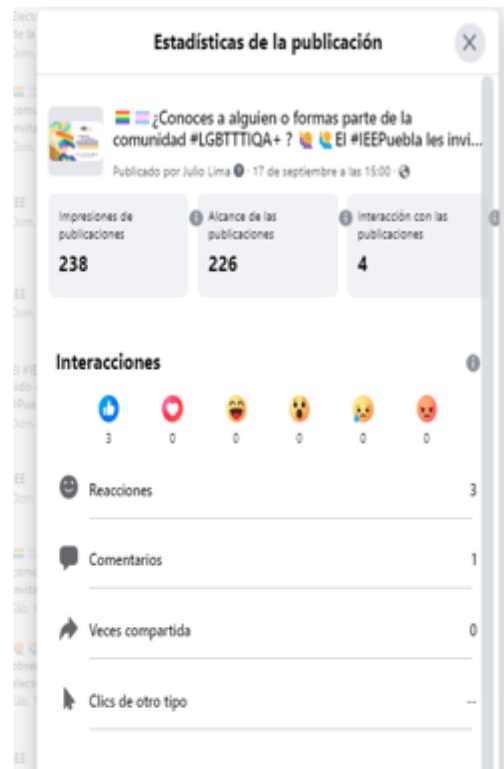 Estadísticas de la publicación
¿Conoces a alguien o formas parte de la
comunidad #LGBTTTIQA+ ? El #IEEPuebla les invi...
Publicado por Julio Lima · 17 de septiembre a las 15:00 ·
Impresiones de
publicaciones
238
Alcance de las
publicaciones
226
Interacción con las
publicaciones
4
Interacciones
3 0 0 0 0 0
Reacciones 3
Comentarios 1
Veces compartida 0
Clics de otro tipo --